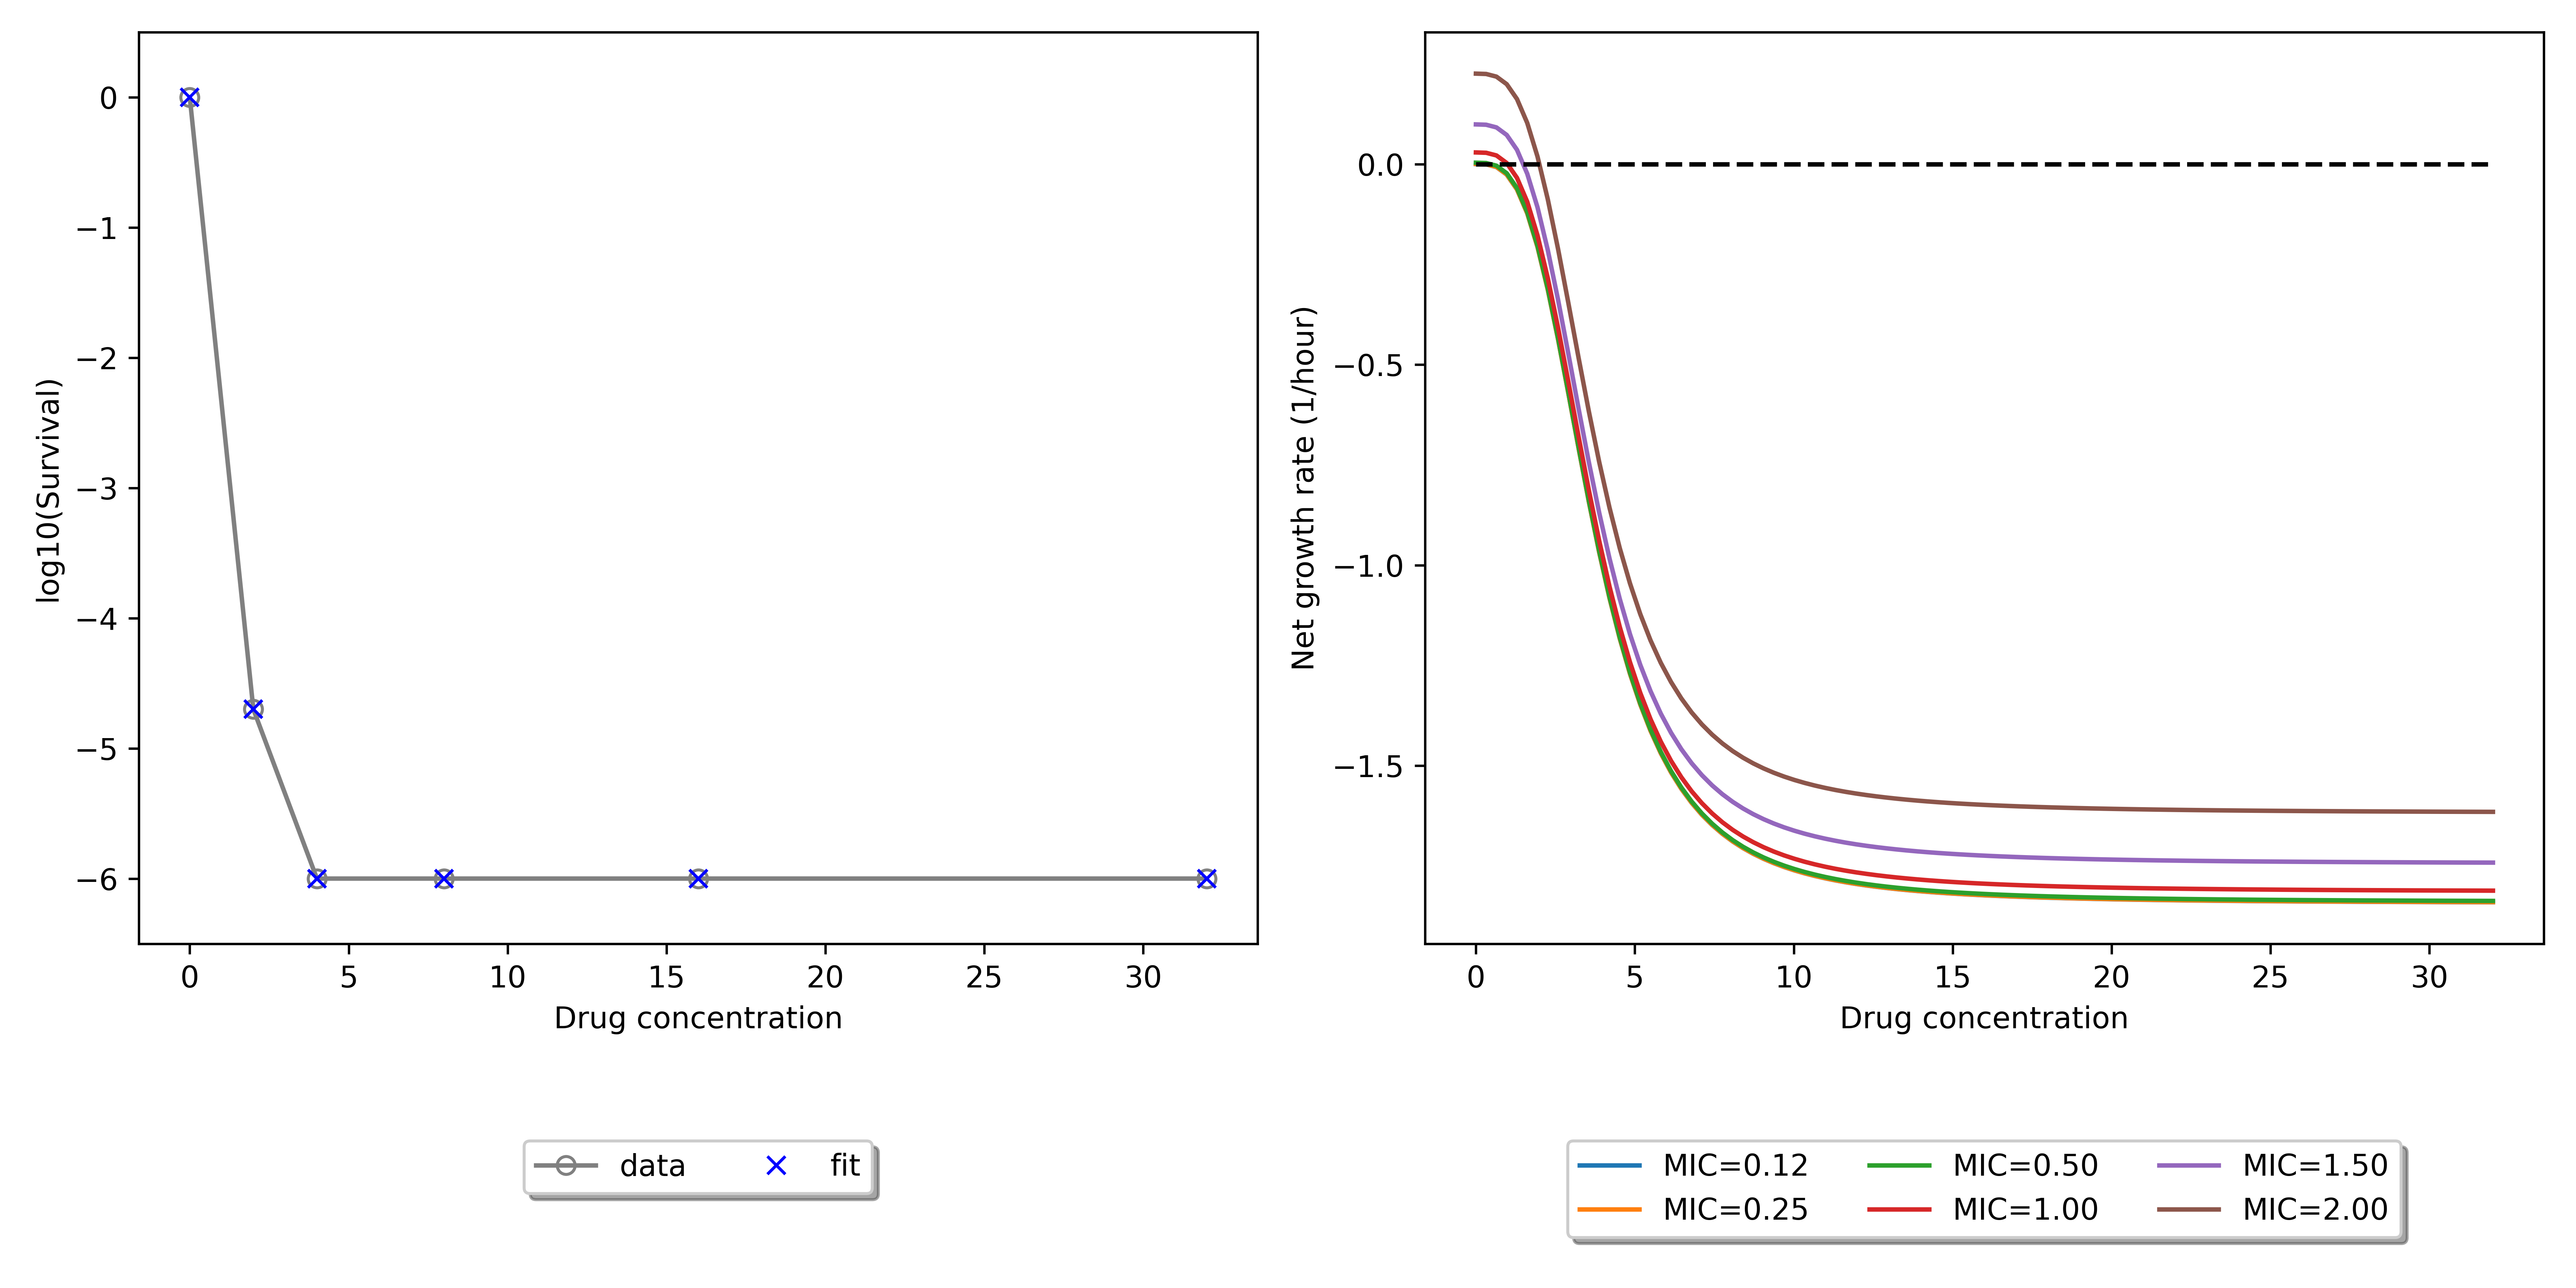 0
−1
−2
−3
−4
−5
−6
log10(Survival)
0 5 10 15 20 25 30
Drug concentration
data fit
0.0
−0.5
−1.0
−1.5
Net growth rate (1/hour)
0 5 10 15 20 25 30
Drug concentration
MIC=0.12 MIC=0.50 MIC=1.50
MIC=0.25 MIC=1.00 MIC=2.00